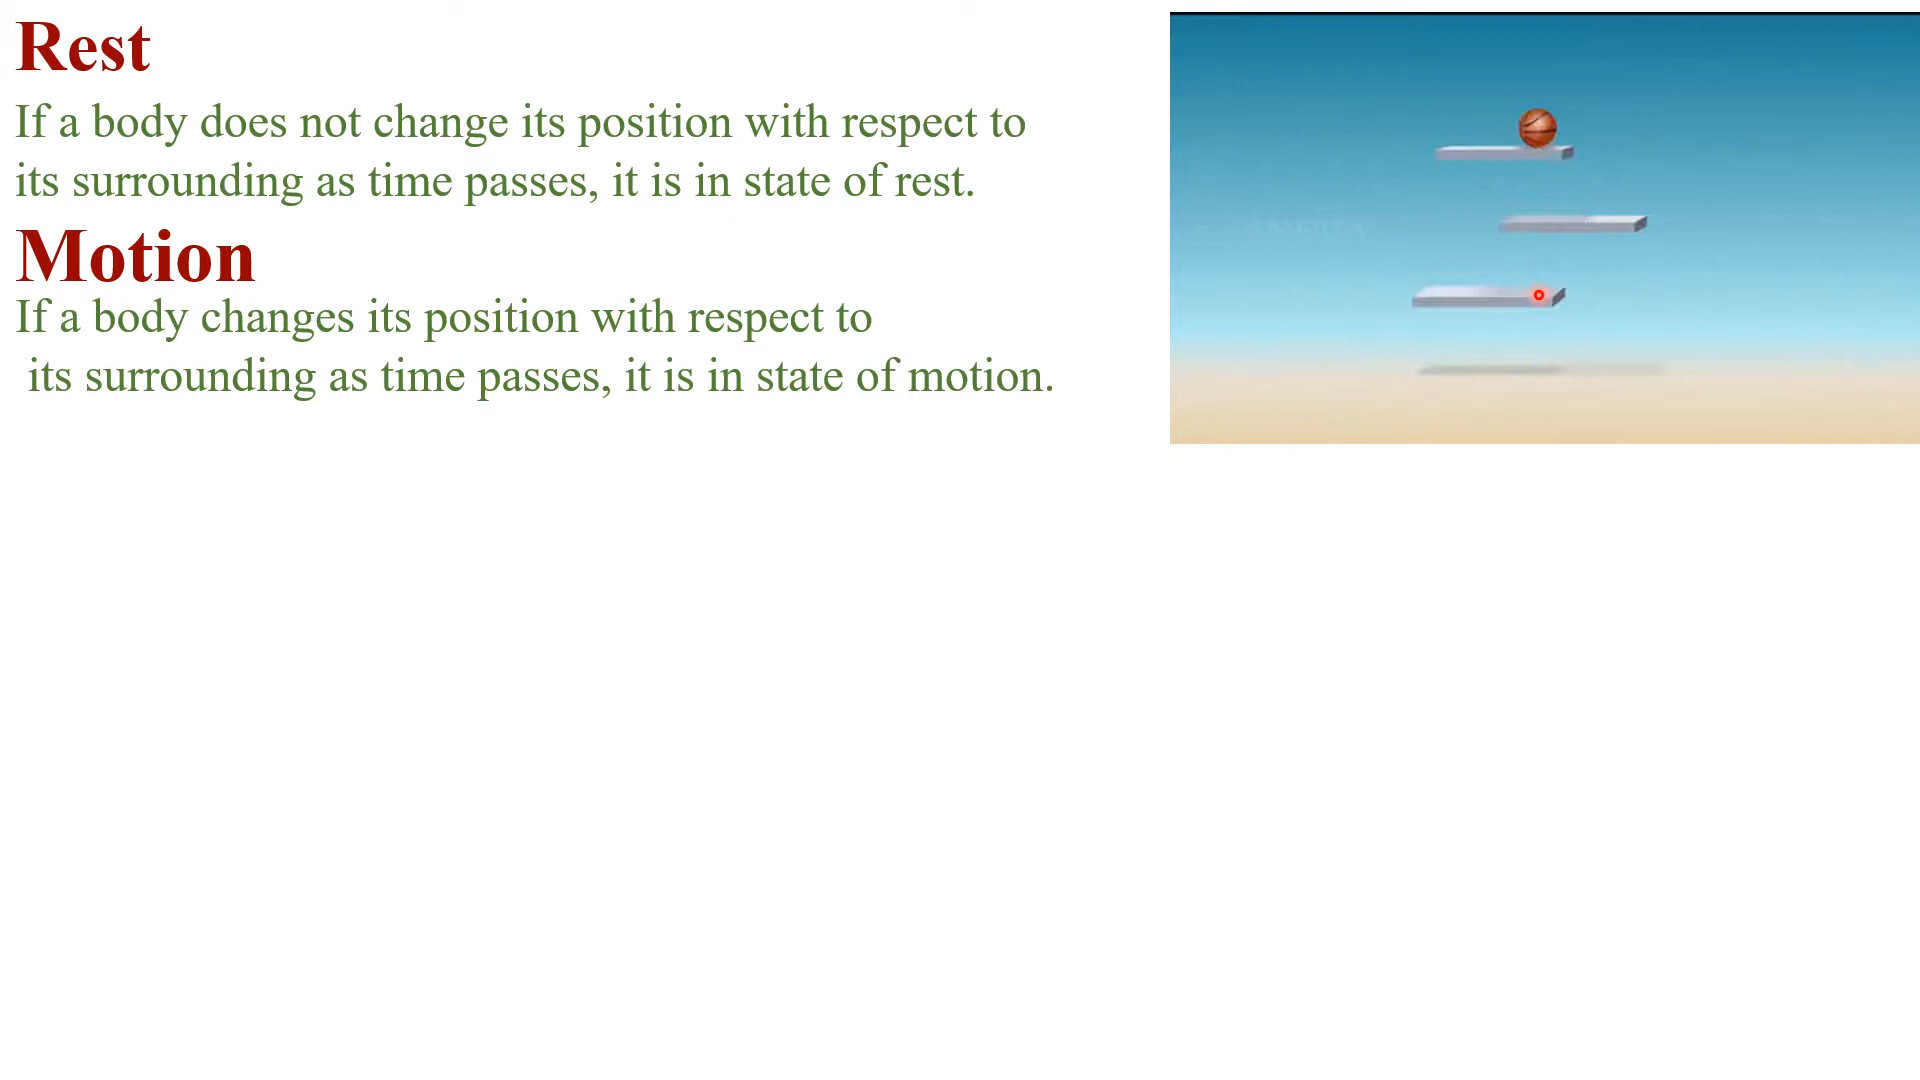 Rest
If a body does not change its position with respect to
its surrounding as time passes, it is in state of rest.
Motion
If a body changes its position with respect to
its surrounding as time passes, it is in state of motion.